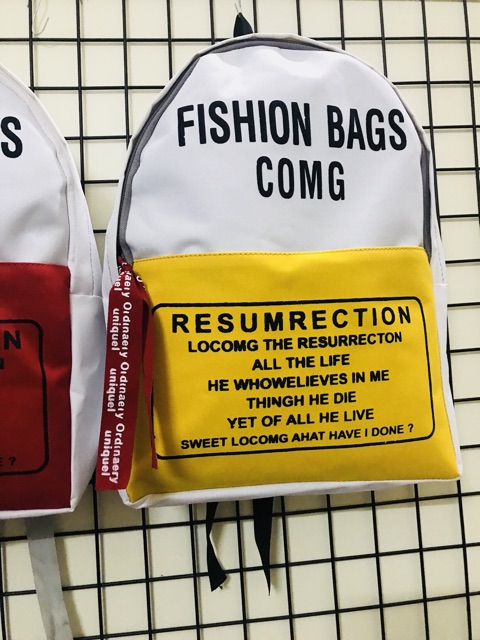 S
FISHION BAGS
COMG
RESUMRECTION
LOCOMG THE RESURRECTON
ALL THE LIFE
HE WHOWELIEVES IN ME
THINGH HE DIE
YET OF ALL HE LIVE
SWEET LOCOMG AHAT HAVE I DONE ?
Ordinaery Ordinaery Ordinaery
uniquel uniquel uniquel
N
E ?